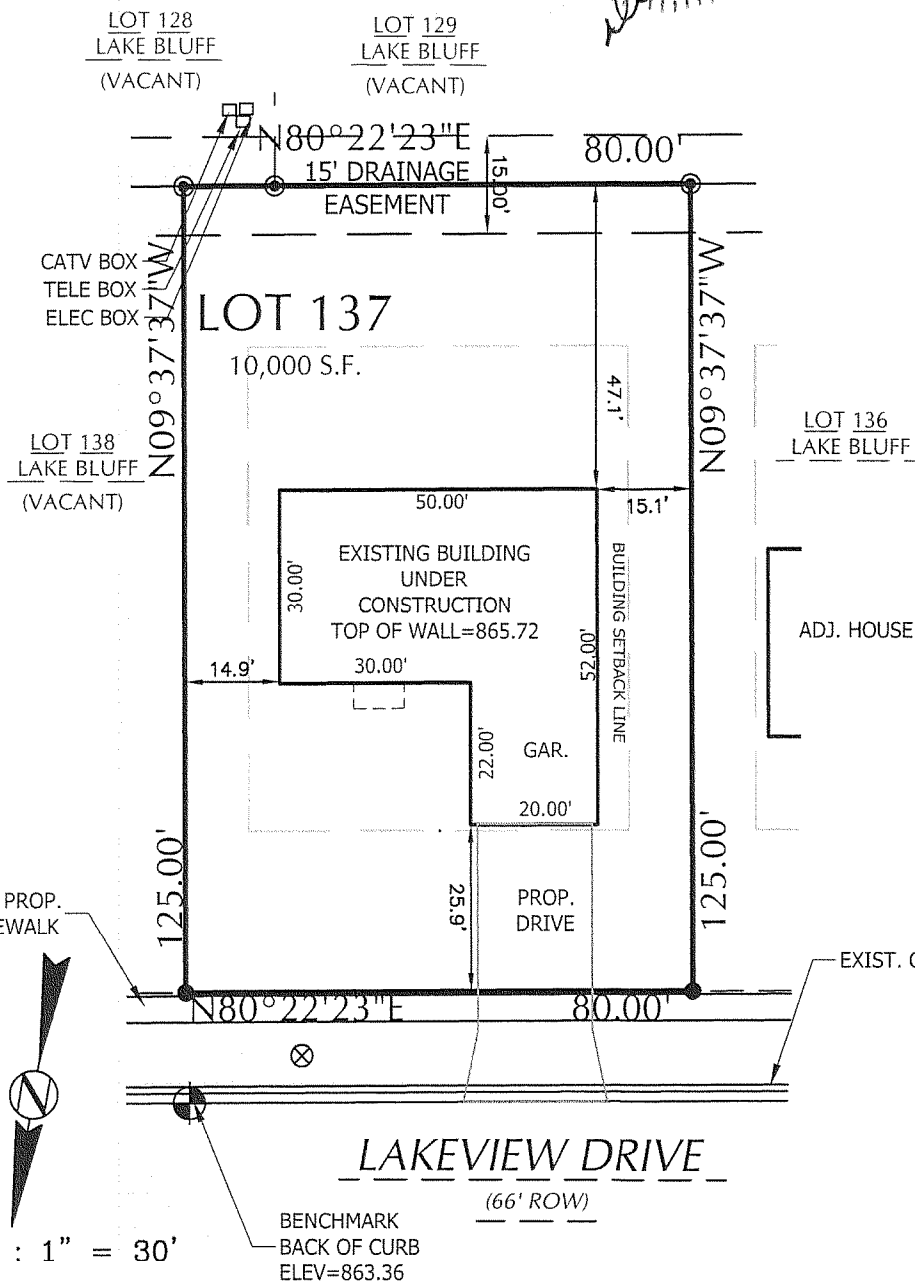 LOT 128
LAKE BLUFF
(VACANT)
LOT 129
LAKE BLUFF
(VACANT)
N80°22'23"E
80.00'
15' DRAINAGE
EASEMENT
15.00'
CATV BOX
TELE BOX
ELEC BOX
N09°37'37"W
LOT 137
10,000 S.F.
N09°37'37"W
47.1'
LOT 138
LAKE BLUFF
(VACANT)
LOT 136
LAKE BLUFF
50.00'
15.1'
EXISTING BUILDING
UNDER
CONSTRUCTION
TOP OF WALL=865.72
30.00'
BUILDING SETBACK LINE
52.00'
ADJ. HOUSE
14.9'
30.00'
22.00'
GAR.
20.00'
125.00'
125.00'
25.9'
PROP.
DRIVE
PROP.
EWALK
EXIST. C
N80°22'23"E
80.00'
N
LAKEVIEW DRIVE
(66' ROW)
BENCHMARK
BACK OF CURB
ELEV=863.36
: 1" = 30'